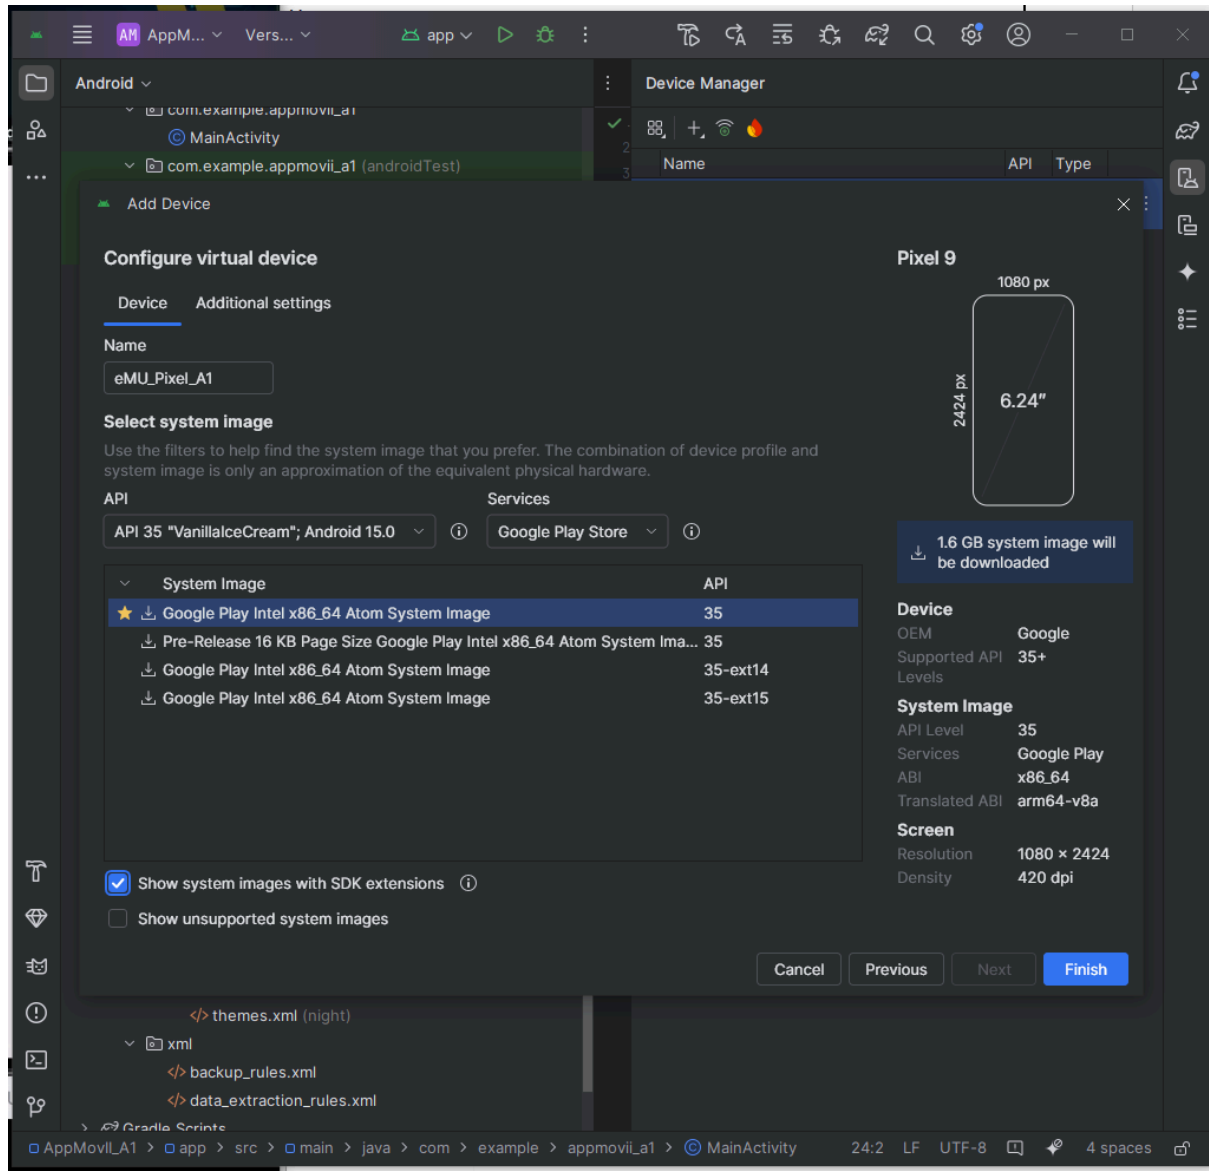 AM AppM... Vers... app
Android
Device Manager
com.example.appmovii_a1
MainActivity
com.example.appmovii_a1 (androidTest)
2
3
Name API Type
Add Device
Configure virtual device
Device Additional settings
Name
eMU_Pixel_A1
Select system image
Use the filters to help find the system image that you prefer. The combination of device profile and
system image is only an approximation of the equivalent physical hardware.
API Services
API 35 "VanillaIceCream"; Android 15.0 Google Play Store
System Image API
Google Play Intel x86_64 Atom System Image 35
Pre-Release 16 KB Page Size Google Play Intel x86_64 Atom System Ima... 35
Google Play Intel x86_64 Atom System Image 35-ext14
Google Play Intel x86_64 Atom System Image 35-ext15
Show system images with SDK extensions
Show unsupported system images
Pixel 9
1080 px
2424 px
6.24″
1.6 GB system image will
be downloaded
Device
OEM Google
Supported API 35+
Levels
System Image
API Level 35
Services Google Play
ABI x86_64
Translated ABI arm64-v8a
Screen
Resolution 1080 × 2424
Density 420 dpi
Cancel Previous Next Finish
themes.xml (night)
xml
backup_rules.xml
data_extraction_rules.xml
Gradle Scripts
AppMovII_A1 > app > src > main > java > com > example > appmovii_a1 > MainActivity 24:2 LF UTF-8 4 spaces